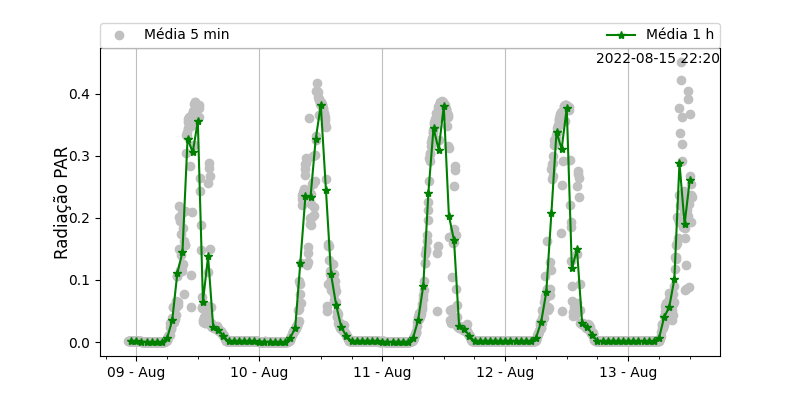 Média 5 min
Média 1 h
2022-08-15 22:20
Radiação PAR
0.4
0.3
0.2
0.1
0.0
09 - Aug
10 - Aug
11 - Aug
12 - Aug
13 - Aug